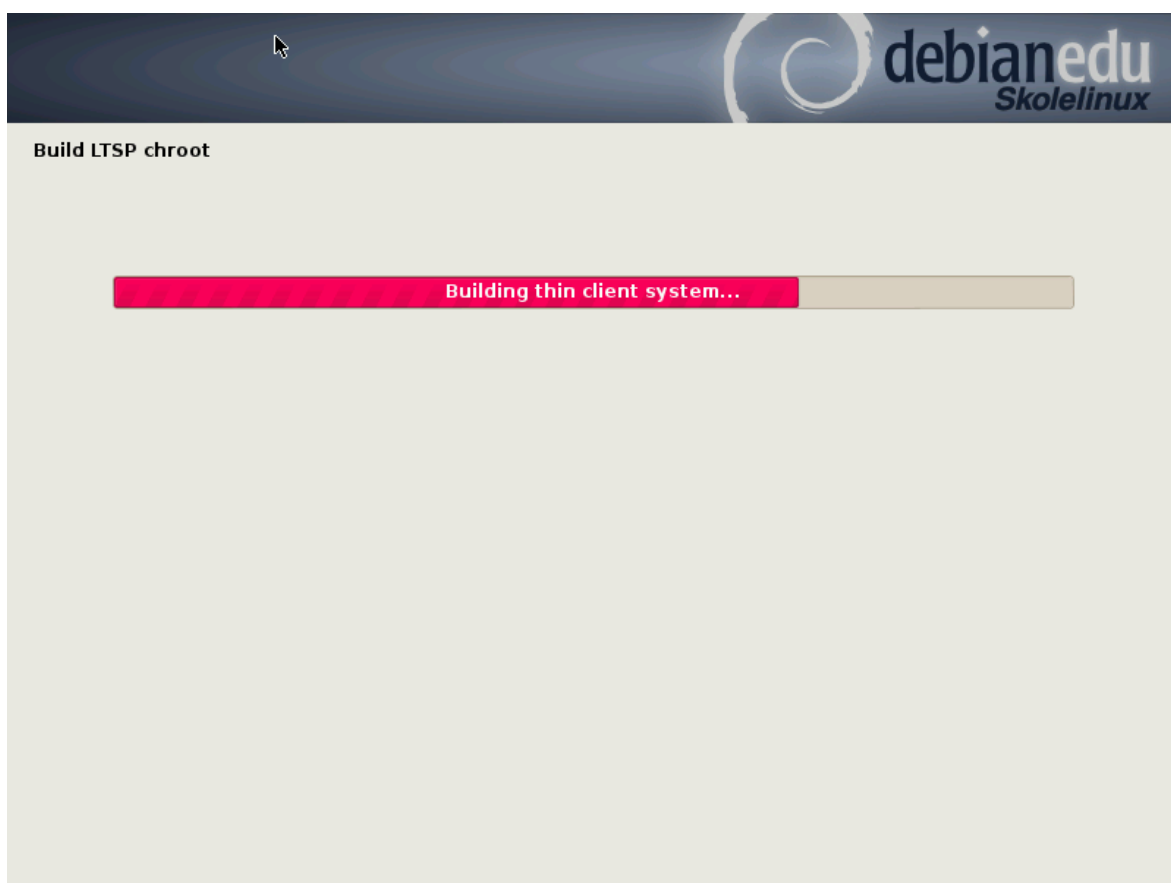 debianedu
Skolelinux
Build LTSP chroot
Building thin client system...